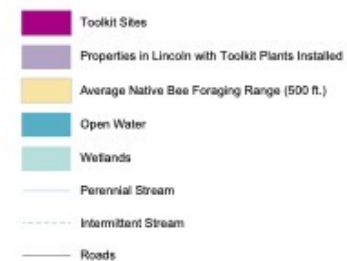 Toolkit Sites
Properties in Lincoln with Toolkit Plants Installed
Average Native Bee Foraging Range (500 ft.)
Open Water
Wetlands
Perennial Stream
Intermittent Stream
Roads